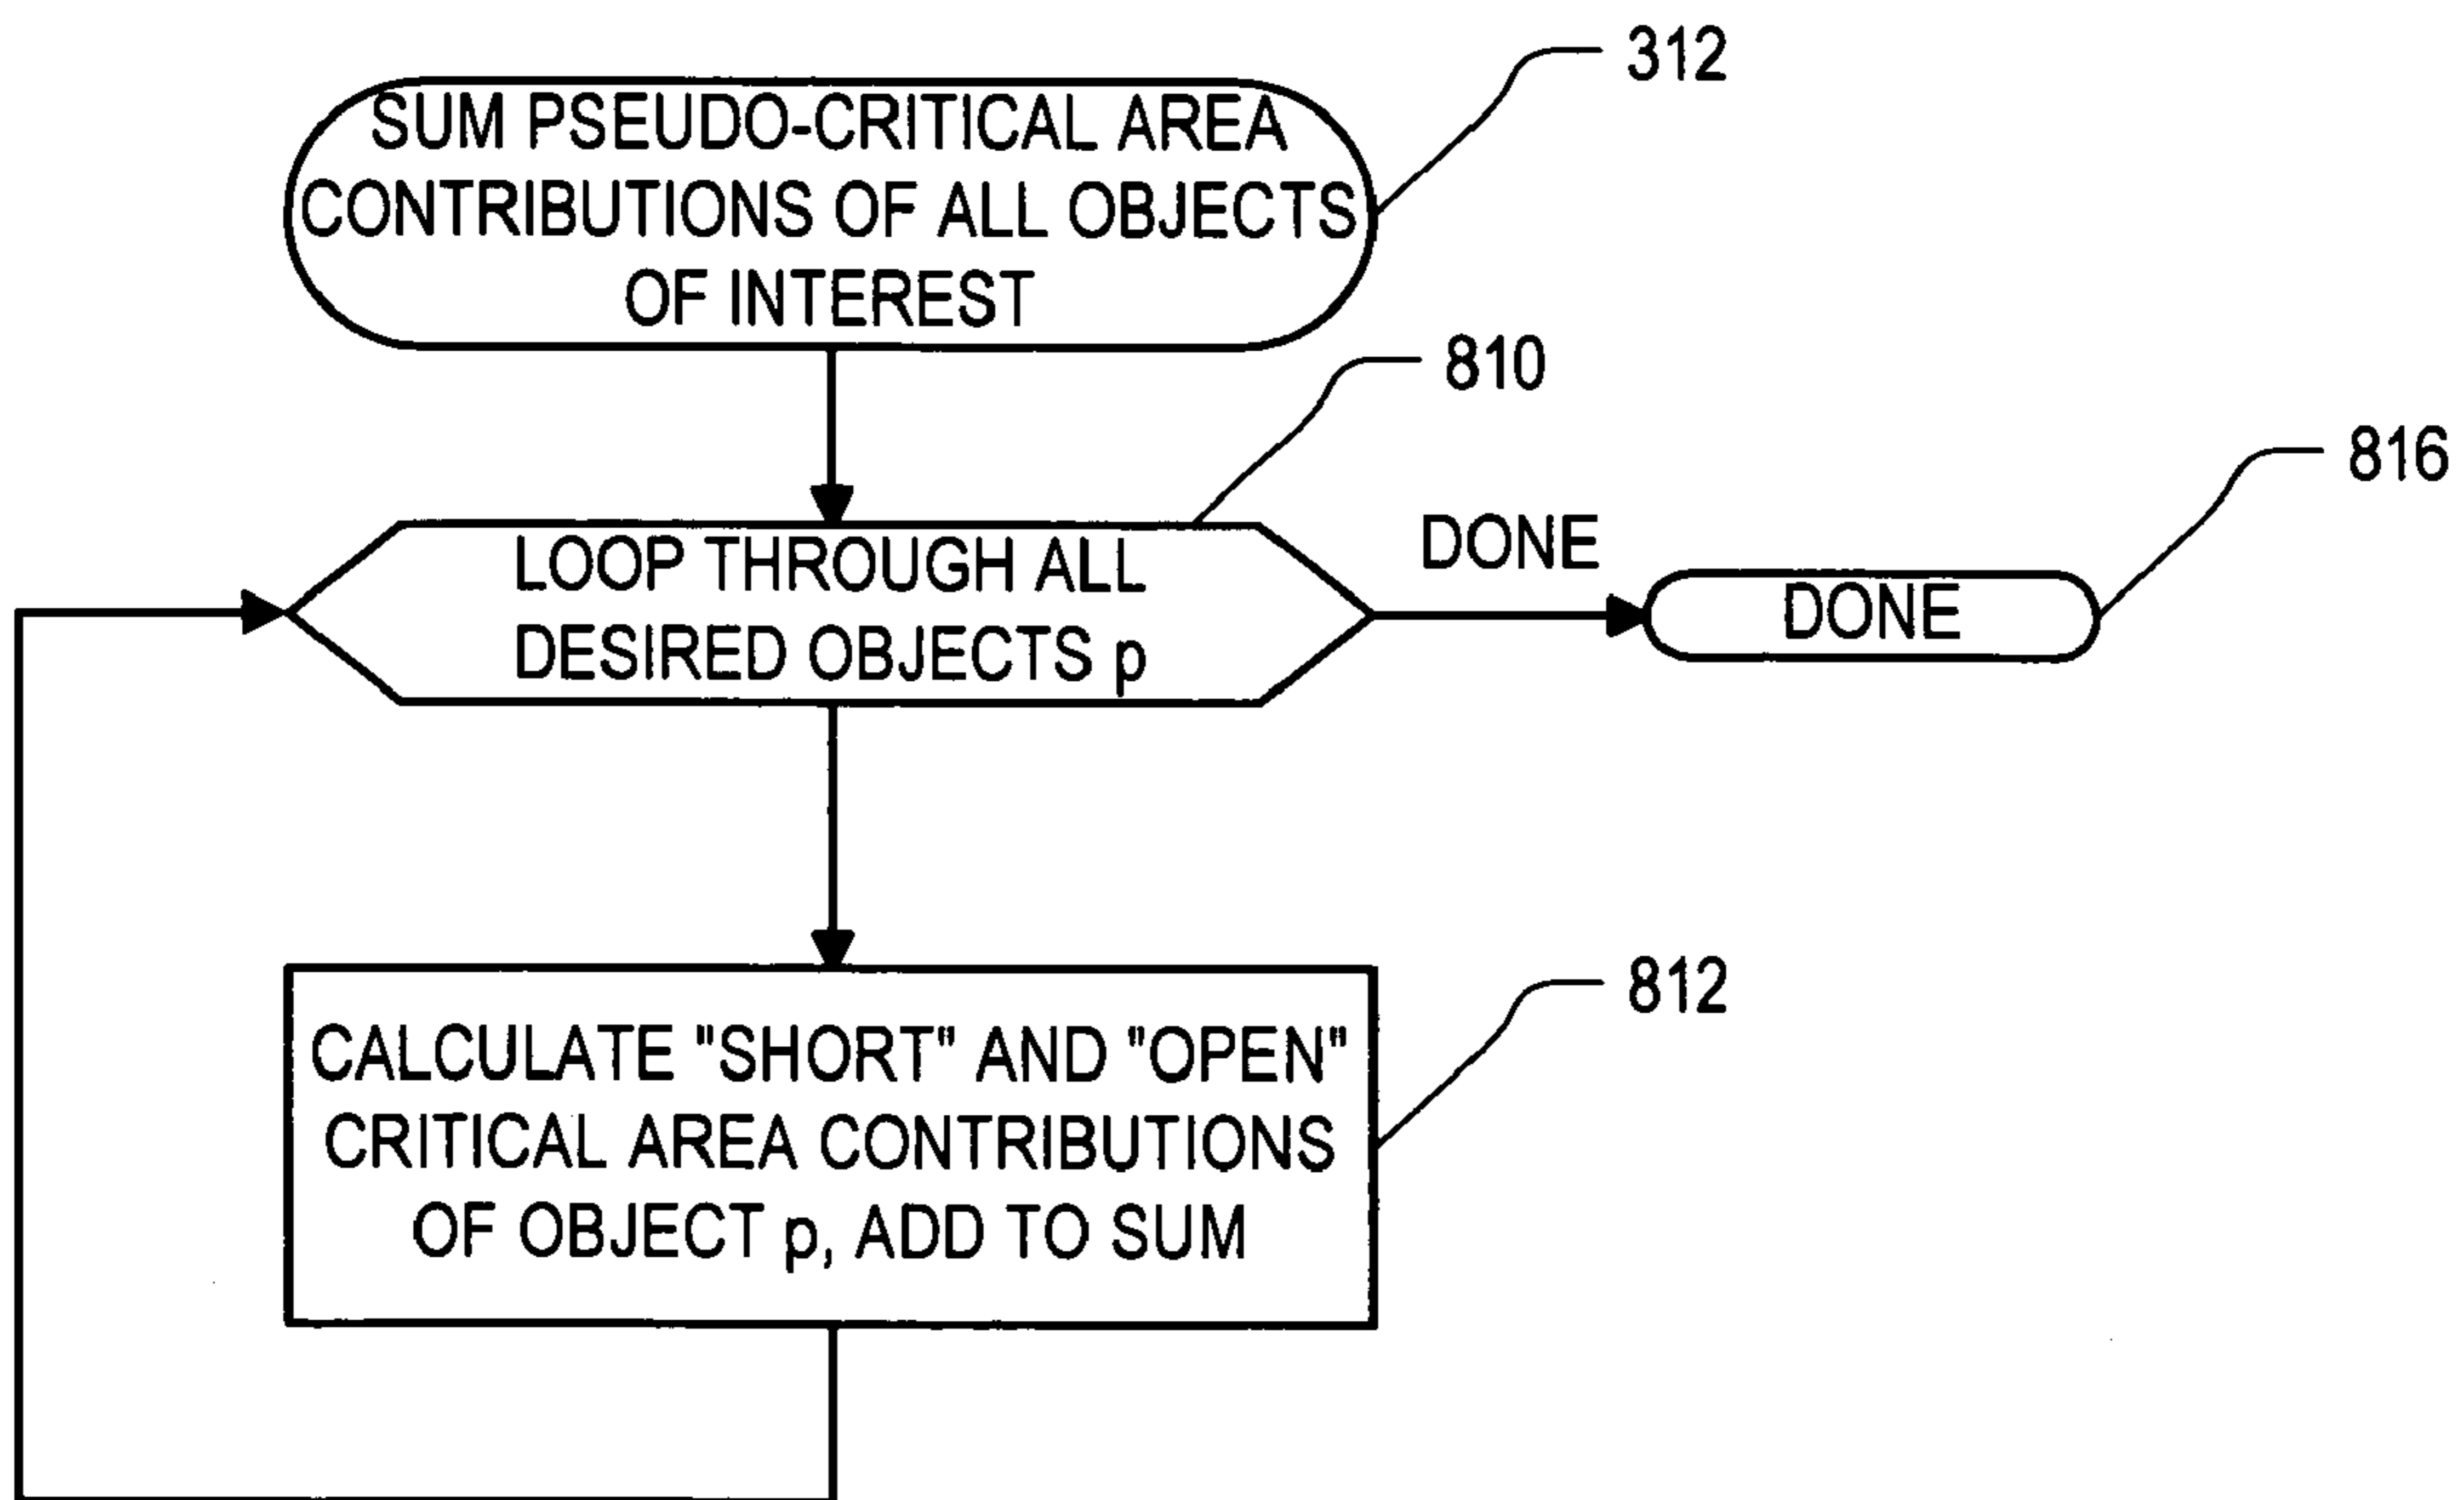 312
SUM PSEUDO-CRITICAL AREA
CONTRIBUTIONS OF ALL OBJECTS
OF INTEREST
810
816
LOOP THROUGH ALL
DESIRED OBJECTS p
DONE
DONE
812
CALCULATE "SHORT" AND "OPEN"
CRITICAL AREA CONTRIBUTIONS
OF OBJECT p, ADD TO SUM